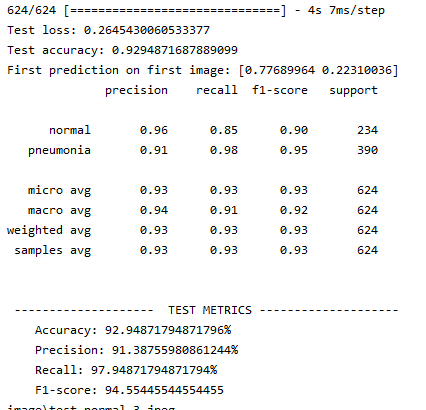 624/624 [==============================] - 4s 7ms/step
Test loss: 0.2645430060533377
Test accuracy: 0.9294871687889099
First prediction on first image: [0.77689964 0.22310036]
precision recall f1-score support
normal 0.96 0.85 0.90 234
pneumonia 0.91 0.98 0.95 390
micro avg 0.93 0.93 0.93 624
macro avg 0.94 0.91 0.92 624
weighted avg 0.93 0.93 0.93 624
samples avg 0.93 0.93 0.93 624
-------------------- TEST METRICS --------------------
Accuracy: 92.94871794871796%
Precision: 91.38755980861244%
Recall: 97.94871794871794%
F1-score: 94.55445544554455
image\test normal 3.jpeg